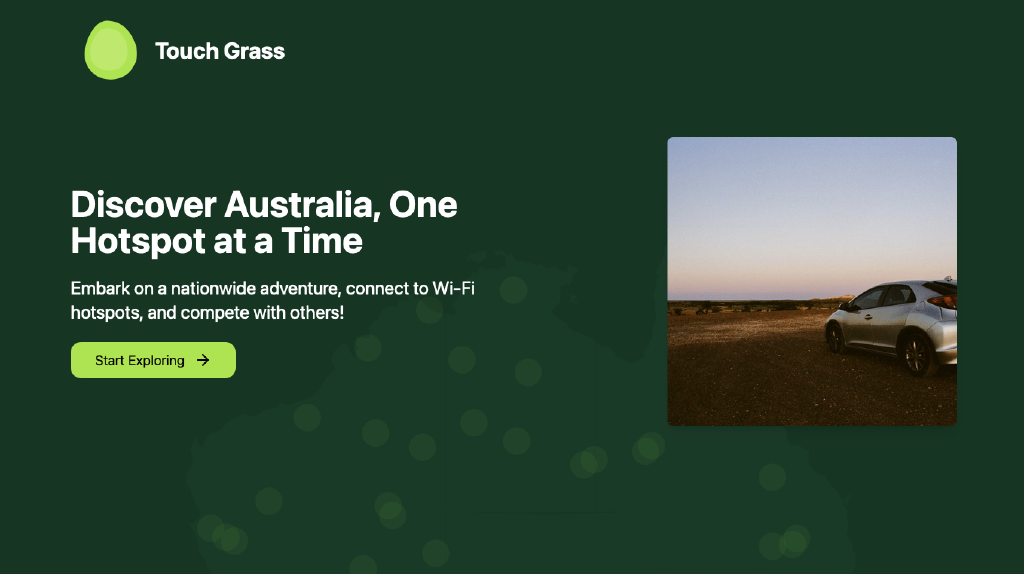 Touch Grass
Discover Australia, One
Hotspot at a Time
Embark on a nationwide adventure, connect to Wi-Fi
hotspots, and compete with others!
Start Exploring